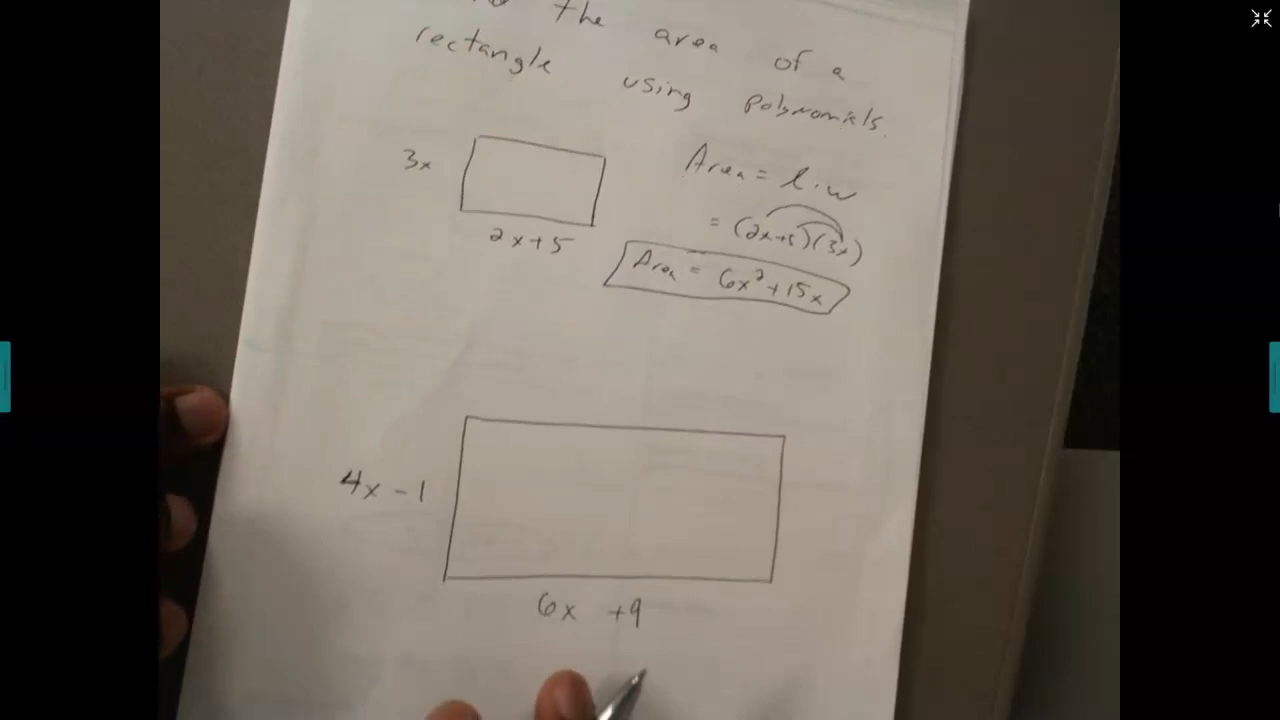 the area of a
rectangle using polynomials.
3x
2x+5
Area = l·w
= (2x+5)(3x)
Area = 6x²+15x
4x -1
6x +9